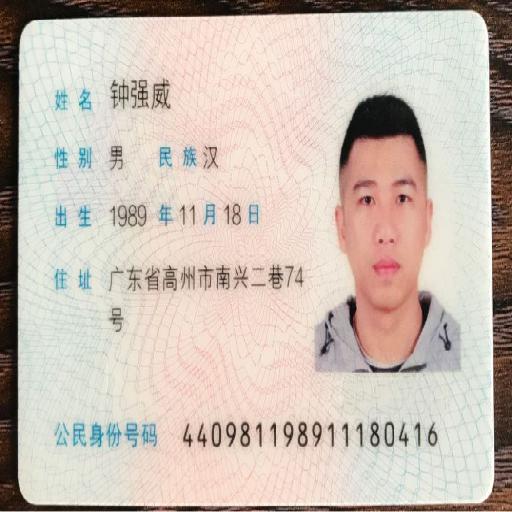 姓名 钟强威
性别 男 民族 汉
出生 1989 年 11 月 18 日
住址 广东省高州市南兴二巷74
号
公民身份号码 440981198911180416